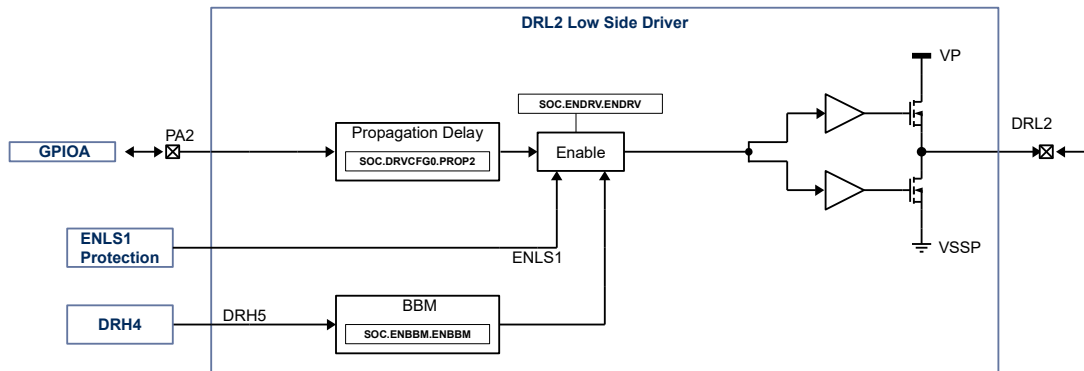 DRL2 Low Side Driver
VP
SOC.ENDRV.ENDRV
PA2
Propagation Delay
DRL2
GPIOA
SOC.DRVCFG0.PROP2
Enable
ENLS1
Protection
ENLS1
VSSP
BBM
DRH4
DRH5
SOC.ENBBM.ENBBM